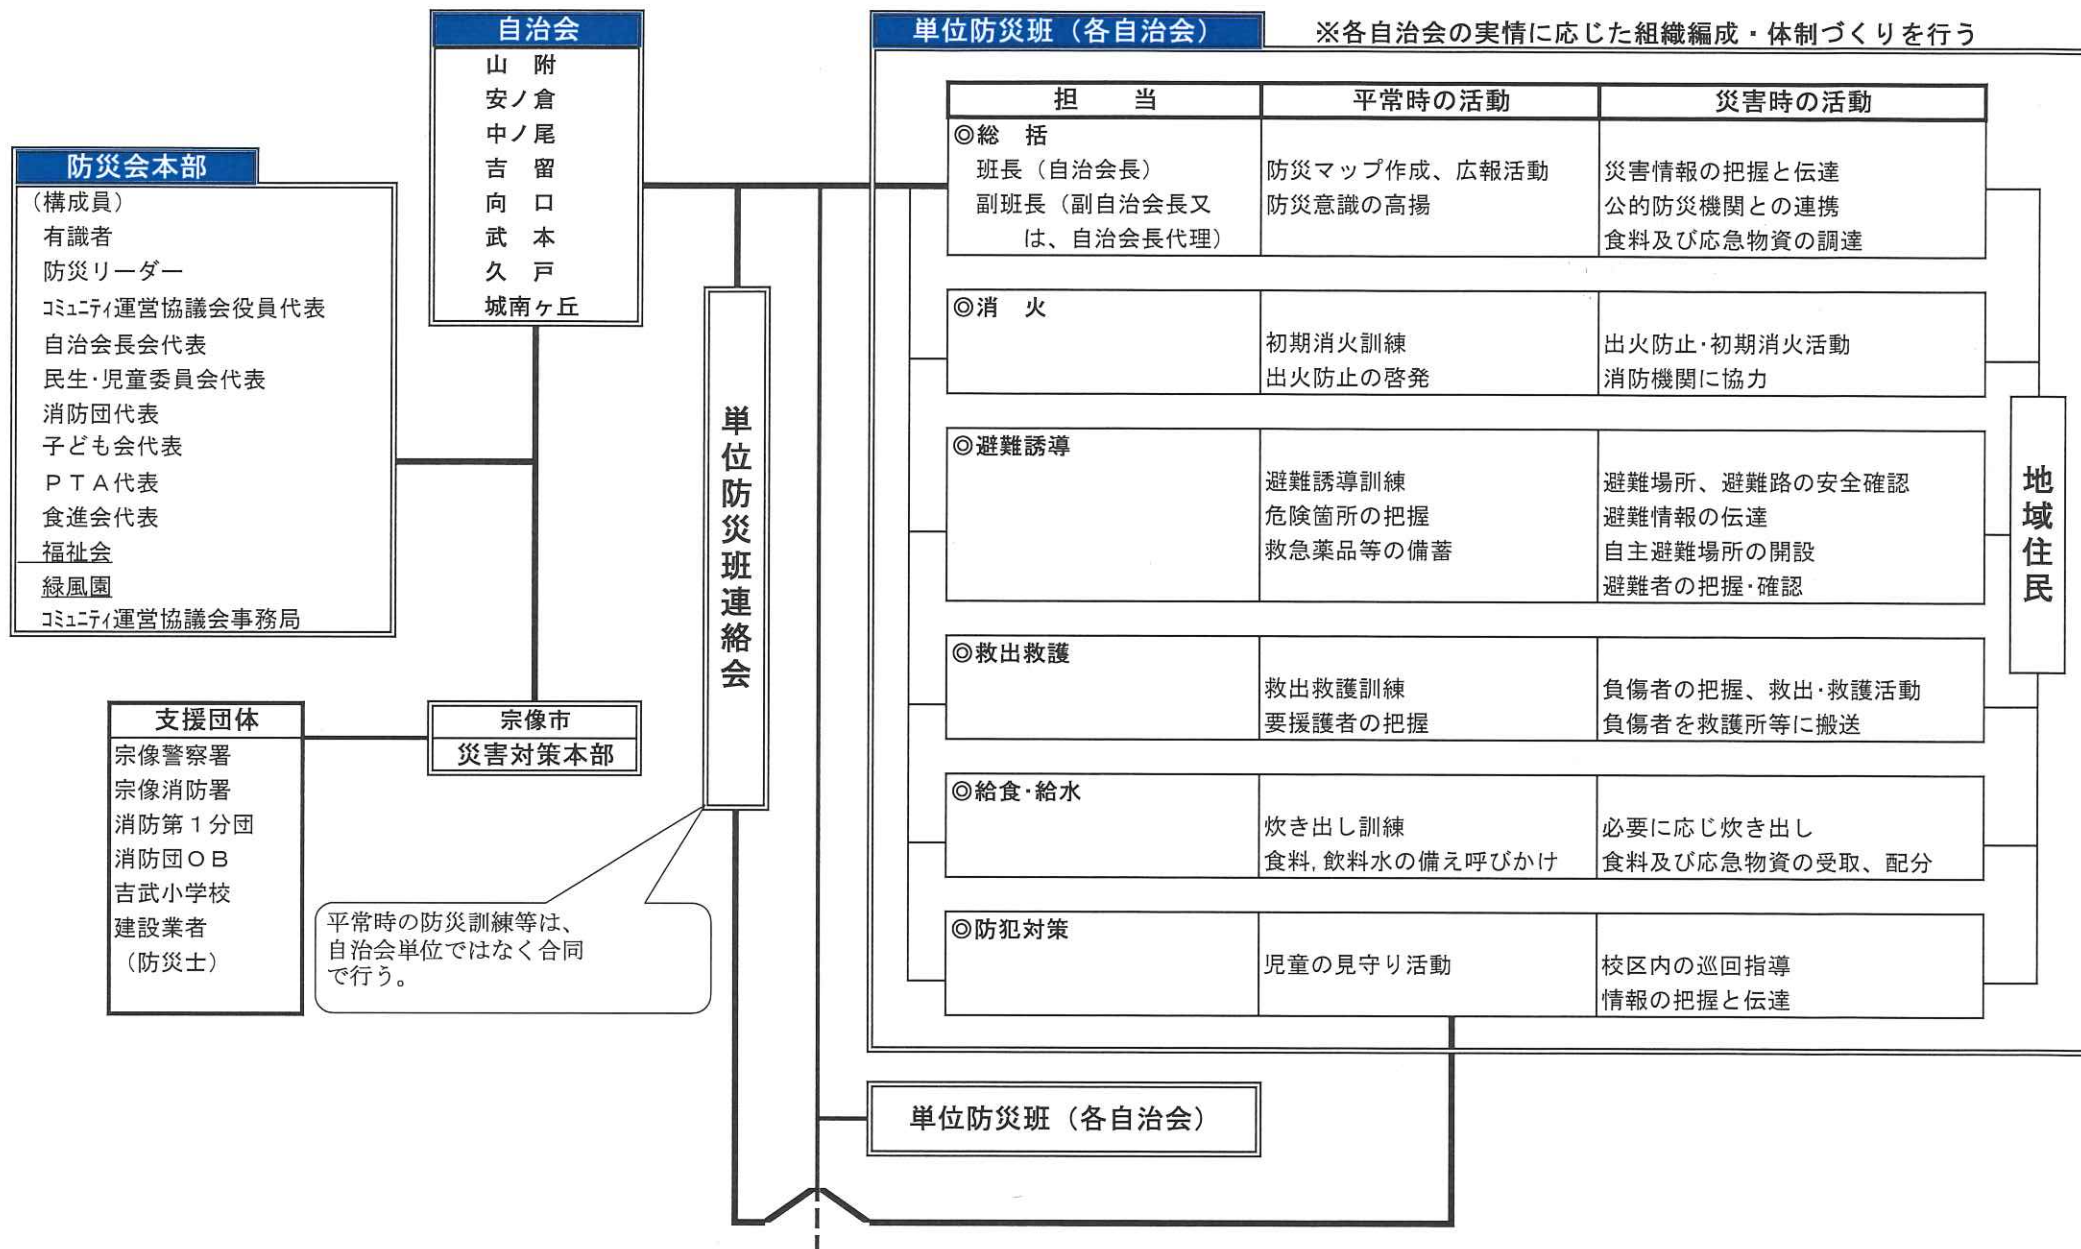 自治会
山　附
安ノ倉
中ノ尾
吉　留
向　口
武　本
久　戸
城南ヶ丘
防災会本部
（構成員）
有識者
防災リーダー
ｺﾐｭﾆﾃｨ運営協議会役員代表
自治会長会代表
民生･児童委員会代表
消防団代表
子ども会代表
ＰＴＡ代表
食進会代表
福祉会
緑風園
ｺﾐｭﾆﾃｨ運営協議会事務局
支援団体
宗像警察署
宗像消防署
消防第１分団
消防団ＯＢ
吉武小学校
建設業者
（防災士）
宗像市
災害対策本部
単位防災班連絡会
平常時の防災訓練等は、
自治会単位ではなく合同
で行う。
単位防災班（各自治会）
※各自治会の実情に応じた組織編成・体制づくりを行う
担　当　平常時の活動　災害時の活動
◎総　括
班長（自治会長）　防災マップ作成、広報活動　災害情報の把握と伝達
副班長（副自治会長又　防災意識の高揚　公的防災機関との連携
は、自治会長代理）　食料及び応急物資の調達
◎消　火
初期消火訓練　出火防止･初期消火活動
出火防止の啓発　消防機関に協力
◎避難誘導
避難誘導訓練　避難場所、避難路の安全確認
危険箇所の把握　避難情報の伝達
救急薬品等の備蓄　自主避難場所の開設
避難者の把握･確認
◎救出救護
救出救護訓練　負傷者の把握、救出･救護活動
要援護者の把握　負傷者を救護所等に搬送
◎給食･給水
炊き出し訓練　必要に応じ炊き出し
食料,飲料水の備え呼びかけ　食料及び応急物資の受取、配分
◎防犯対策
児童の見守り活動　校区内の巡回指導
情報の把握と伝達
地域住民
単位防災班（各自治会）